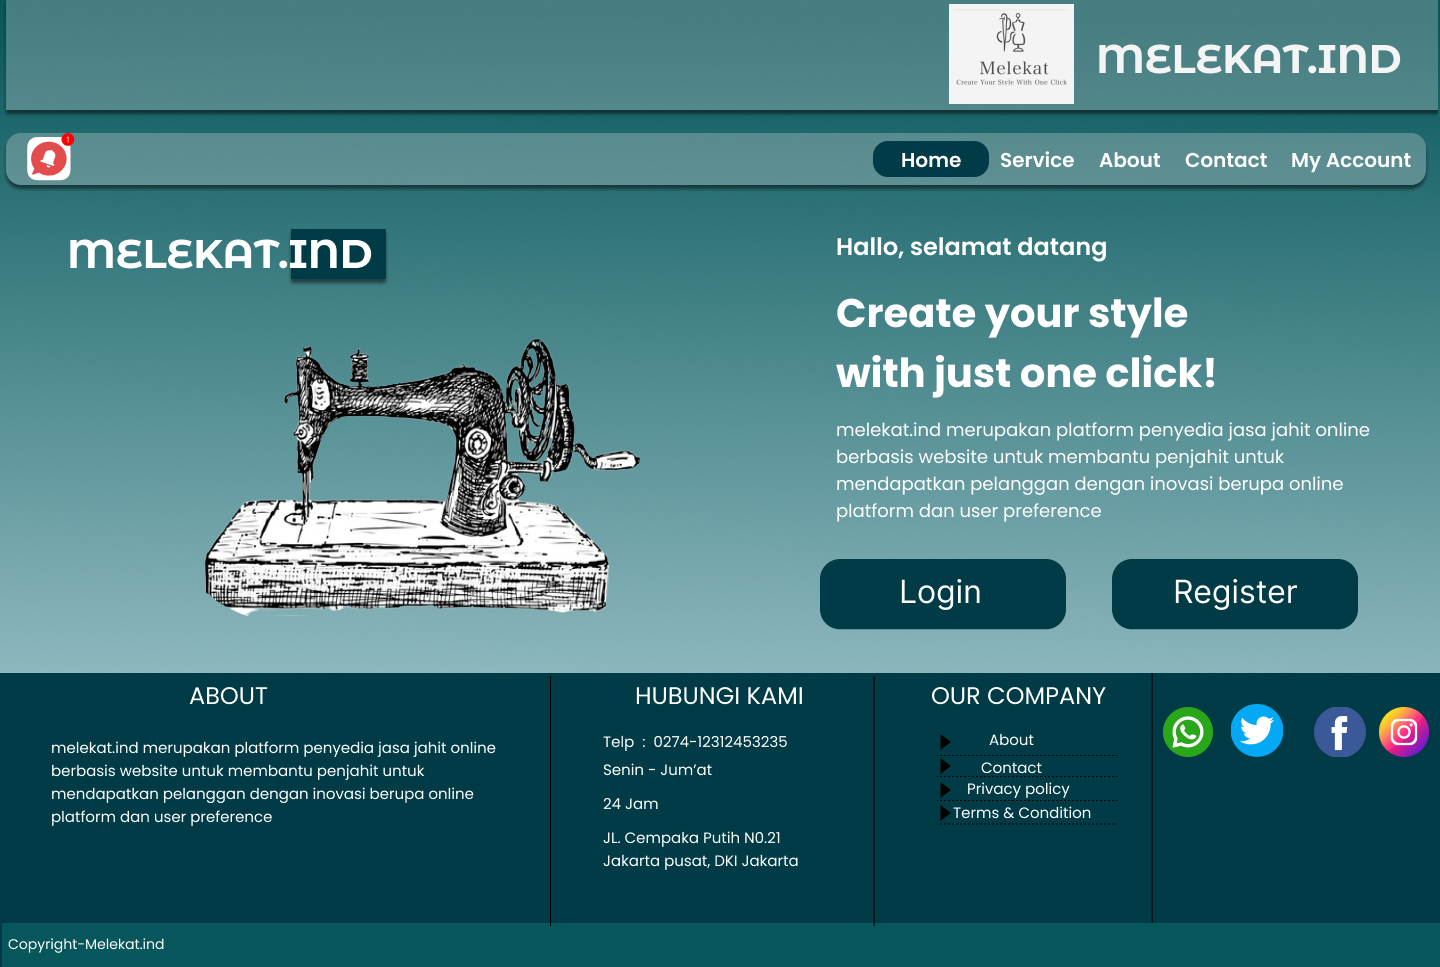 Melekat
Create Your Style With One Click
MELEKAT.IND
1
Home
Service
About
Contact
My Account
MELEKAT.IND
Hallo, selamat datang
Create your style
with just one click!
melekat.ind merupakan platform penyedia jasa jahit online
berbasis website untuk membantu penjahit untuk
mendapatkan pelanggan dengan inovasi berupa online
platform dan user preference
Login
Register
ABOUT
melekat.ind merupakan platform penyedia jasa jahit online
berbasis website untuk membantu penjahit untuk
mendapatkan pelanggan dengan inovasi berupa online
platform dan user preference
HUBUNGI KAMI
Telp : 0274-12312453235
Senin - Jum’at
24 Jam
JL. Cempaka Putih N0.21
Jakarta pusat, DKI Jakarta
OUR COMPANY
About
Contact
Privacy policy
Terms & Condition
Copyright-Melekat.ind